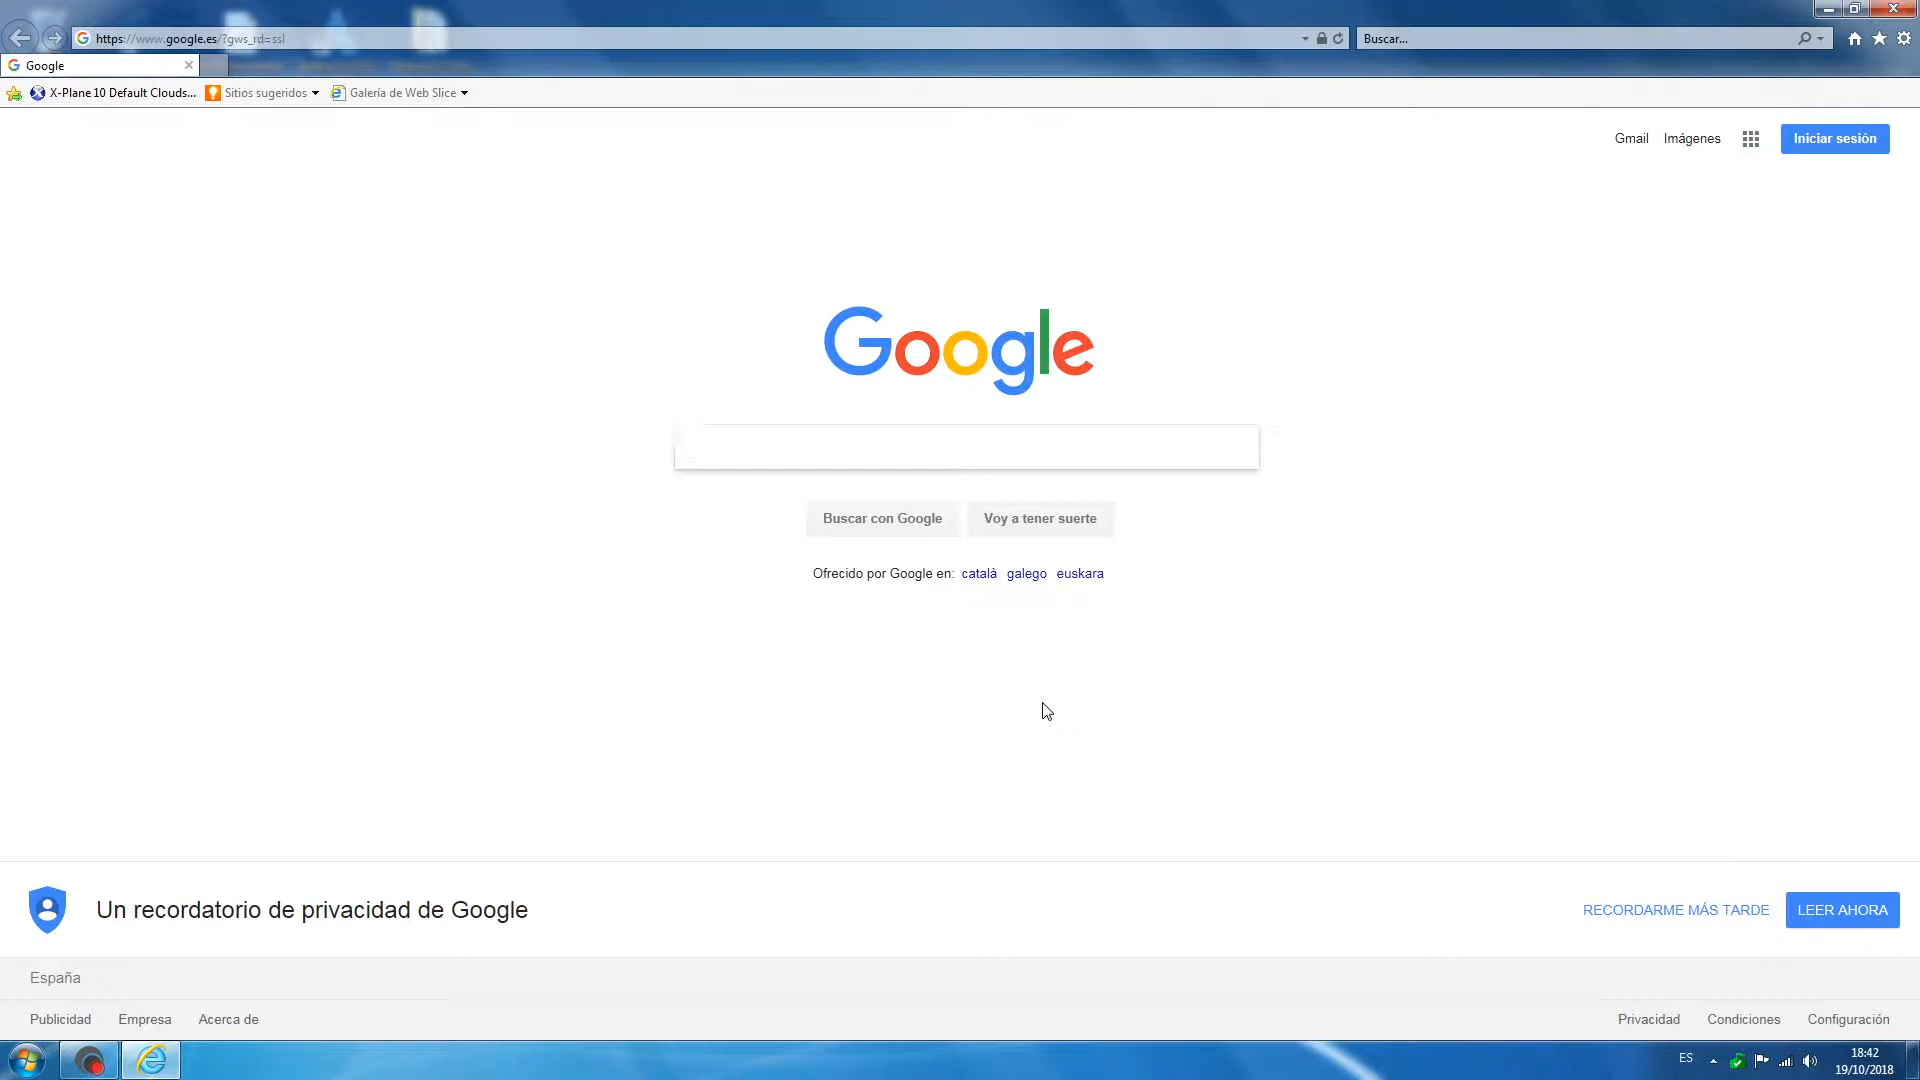 https://www.google.es/?gws_rd=ssl
Buscar...
Google
X-Plane 10 Default Clouds...
Sitios sugeridos
Galería de Web Slice
Gmail
Imágenes
Iniciar sesión
Google
Buscar con Google
Voy a tener suerte
Ofrecido por Google en: català galego euskara
Un recordatorio de privacidad de Google
RECORDARME MÁS TARDE
LEER AHORA
España
Publicidad
Empresa
Acerca de
Privacidad
Condiciones
Configuración
ES
18:42
19/10/2018